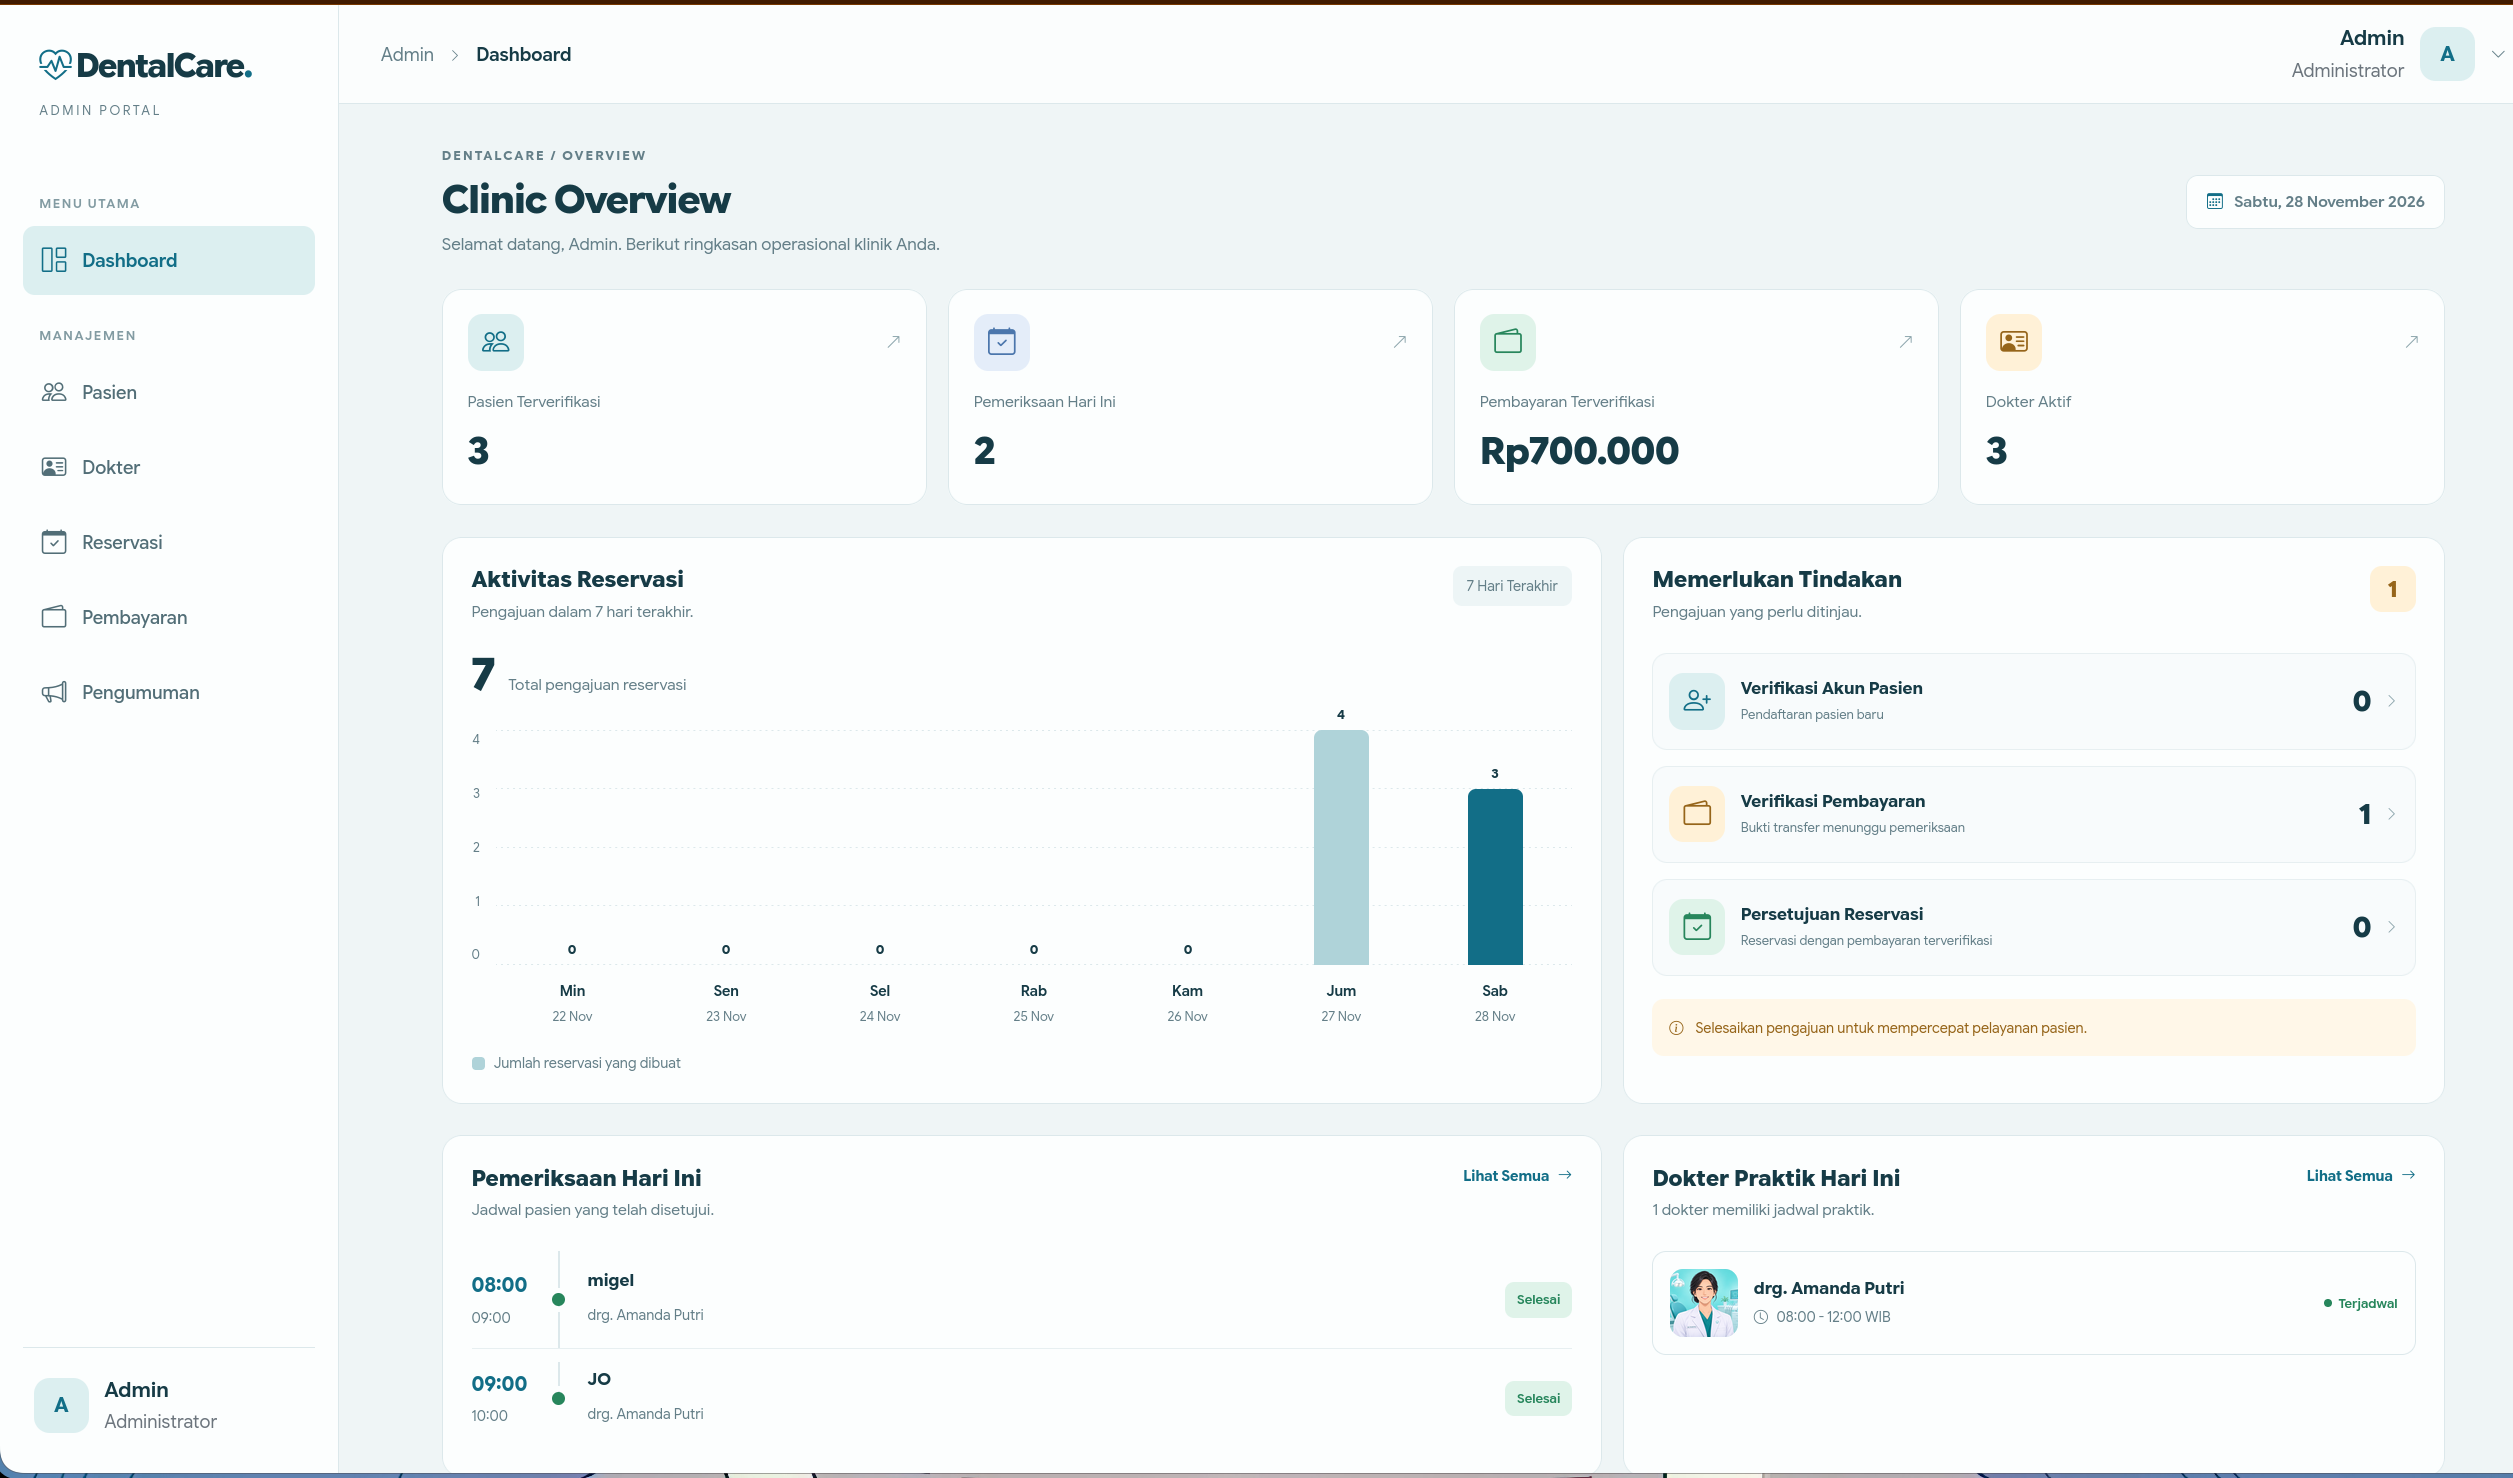 DentalCare.
ADMIN PORTAL
MENU UTAMA
Dashboard
MANAJEMEN
Pasien
Dokter
Reservasi
Pembayaran
Pengumuman
A
Admin
Administrator
Admin > Dashboard
Admin
Administrator
A
DENTALCARE / OVERVIEW
Clinic Overview
Selamat datang, Admin. Berikut ringkasan operasional klinik Anda.
Sabtu, 28 November 2026
Pasien Terverifikasi
3
Pemeriksaan Hari Ini
2
Pembayaran Terverifikasi
Rp700.000
Dokter Aktif
3
Aktivitas Reservasi
Pengajuan dalam 7 hari terakhir.
7 Hari Terakhir
7 Total pengajuan reservasi
4
3
2
1
0
0
0
0
0
0
4
3
Min
22 Nov
Sen
23 Nov
Sel
24 Nov
Rab
25 Nov
Kam
26 Nov
Jum
27 Nov
Sab
28 Nov
Jumlah reservasi yang dibuat
Memerlukan Tindakan
Pengajuan yang perlu ditinjau.
1
Verifikasi Akun Pasien
Pendaftaran pasien baru
0
Verifikasi Pembayaran
Bukti transfer menunggu pemeriksaan
1
Persetujuan Reservasi
Reservasi dengan pembayaran terverifikasi
0
Selesaikan pengajuan untuk mempercepat pelayanan pasien.
Pemeriksaan Hari Ini
Jadwal pasien yang telah disetujui.
Lihat Semua →
08:00
09:00
migel
drg. Amanda Putri
Selesai
09:00
10:00
JO
drg. Amanda Putri
Selesai
Dokter Praktik Hari Ini
1 dokter memiliki jadwal praktik.
Lihat Semua →
drg. Amanda Putri
08:00 - 12:00 WIB
Terjadwal